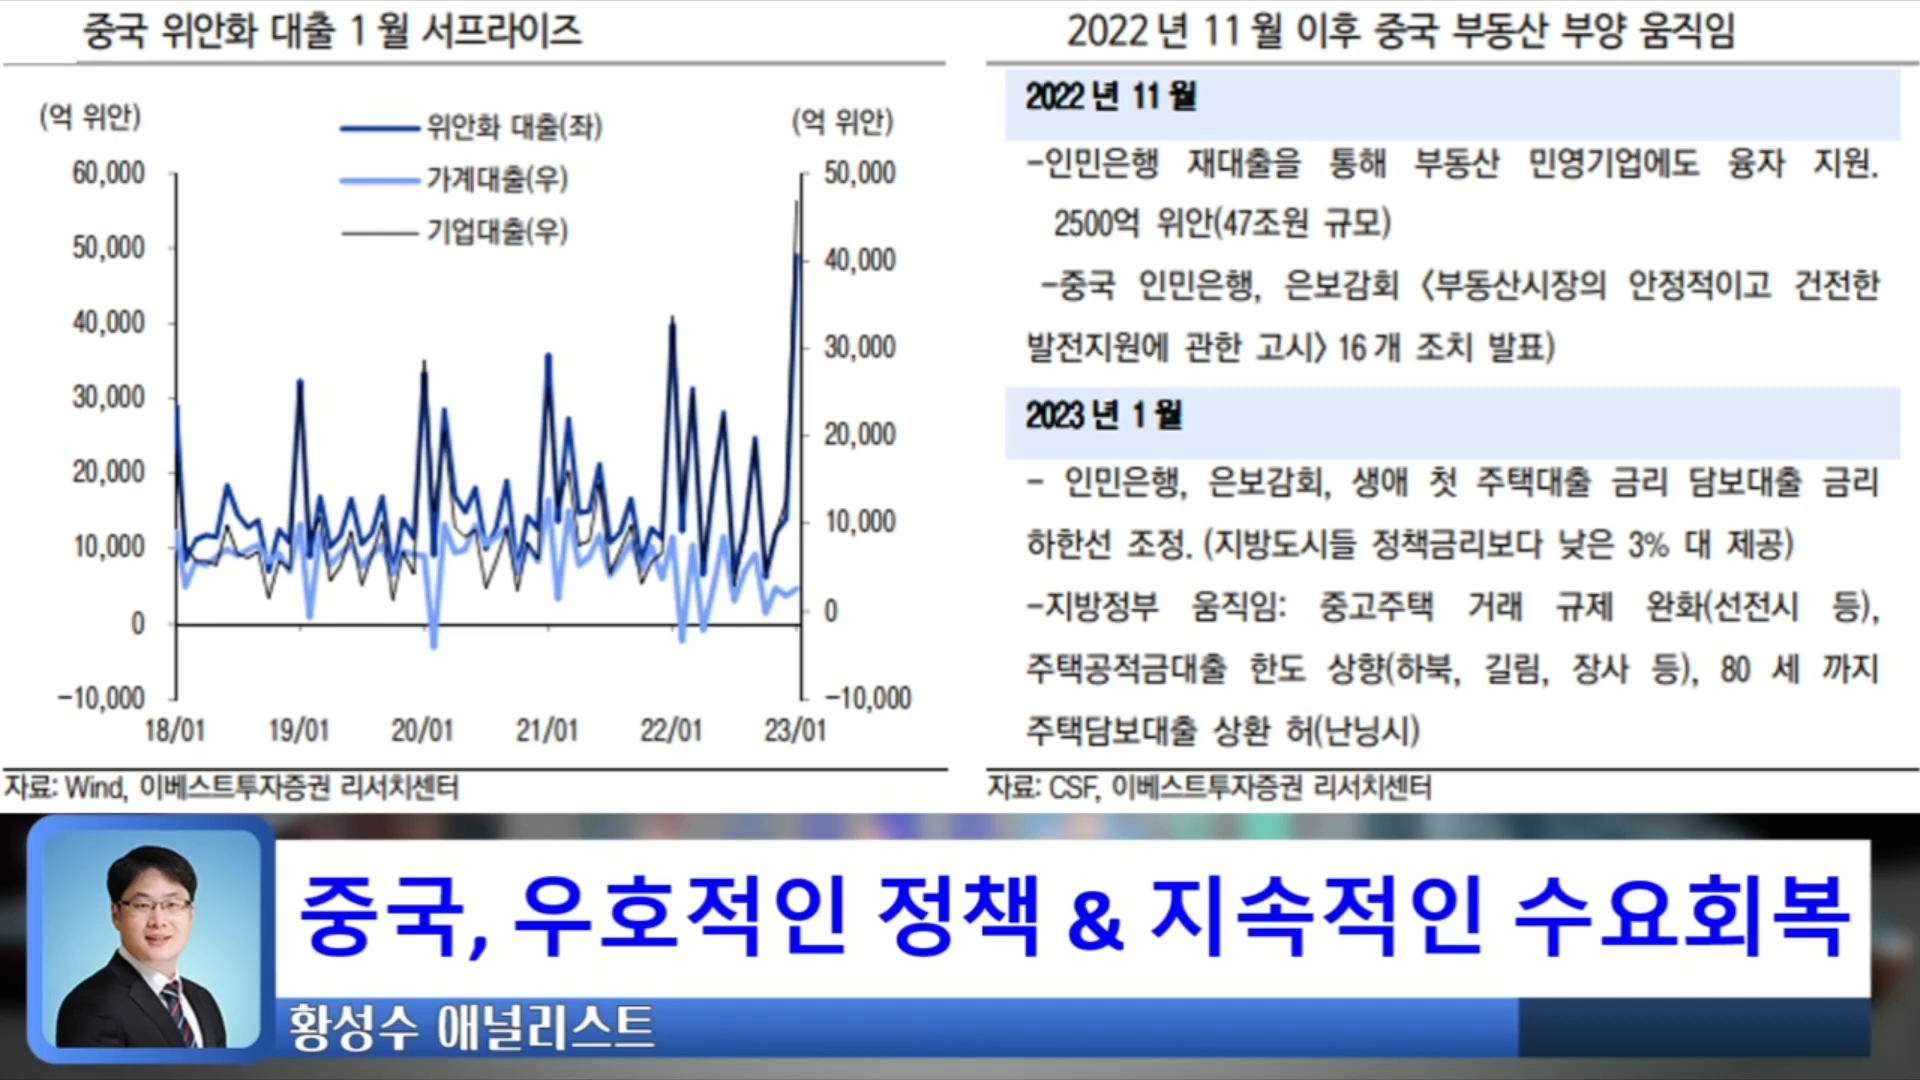 중국 위안화 대출 1월 서프라이즈
(억 위안)
(억 위안)
위안화 대출(좌)
가계대출(우)
기업대출(우)
60,000
50,000
40,000
30,000
20,000
10,000
0
-10,000
50,000
40,000
30,000
20,000
10,000
0
-10,000
18/01 19/01 20/01 21/01 22/01 23/01
자료: Wind, 이베스트투자증권 리서치센터
2022년 11월 이후 중국 부동산 부양 움직임
2022년 11월
-인민은행 재대출을 통해 부동산 민영기업에도 융자 지원.
2500억 위안(47조원 규모)
-중국 인민은행, 은보감회 <부동산시장의 안정적이고 건전한
발전지원에 관한 고시> 16개 조치 발표)
2023년 1월
- 인민은행, 은보감회, 생애 첫 주택대출 금리 담보대출 금리
하한선 조정. (지방도시들 정책금리보다 낮은 3% 대 제공)
-지방정부 움직임: 중고주택 거래 규제 완화(선전시 등),
주택공적금대출 한도 상향(하북, 길림, 장사 등), 80 세 까지
주택담보대출 상환 허(난닝시)
자료: CSF, 이베스트투자증권 리서치센터
중국, 우호적인 정책 & 지속적인 수요회복
황성수 애널리스트